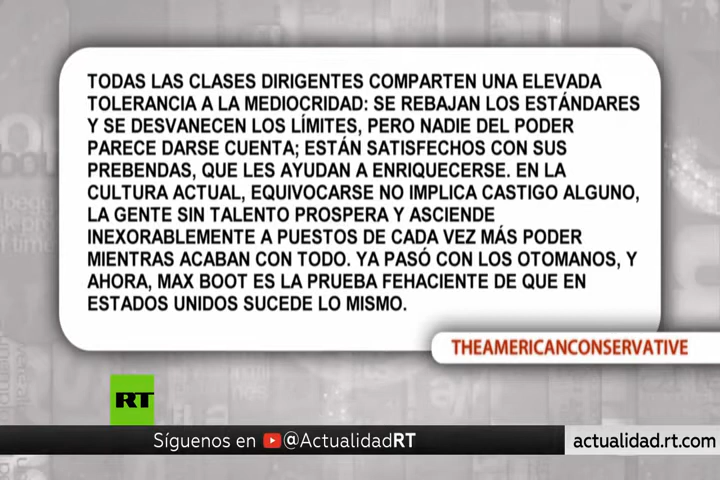 TODAS LAS CLASES DIRIGENTES COMPARTEN UNA ELEVADA
TOLERANCIA A LA MEDIOCRIDAD: SE REBAJAN LOS ESTÁNDARES
Y SE DESVANECEN LOS LÍMITES, PERO NADIE DEL PODER
PARECE DARSE CUENTA; ESTÁN SATISFECHOS CON SUS
PREBENDAS, QUE LES AYUDAN A ENRIQUECERSE. EN LA
CULTURA ACTUAL, EQUIVOCARSE NO IMPLICA CASTIGO ALGUNO,
LA GENTE SIN TALENTO PROSPERA Y ASCIENDE
INEXORABLEMENTE A PUESTOS DE CADA VEZ MÁS PODER
MIENTRAS ACABAN CON TODO. YA PASÓ CON LOS OTOMANOS, Y
AHORA, MAX BOOT ES LA PRUEBA FEHACIENTE DE QUE EN
ESTADOS UNIDOS SUCEDE LO MISMO.
THEAMERICANCONSERVATIVE
RT
Síguenos en @ActualidadRT
actualidad.rt.com